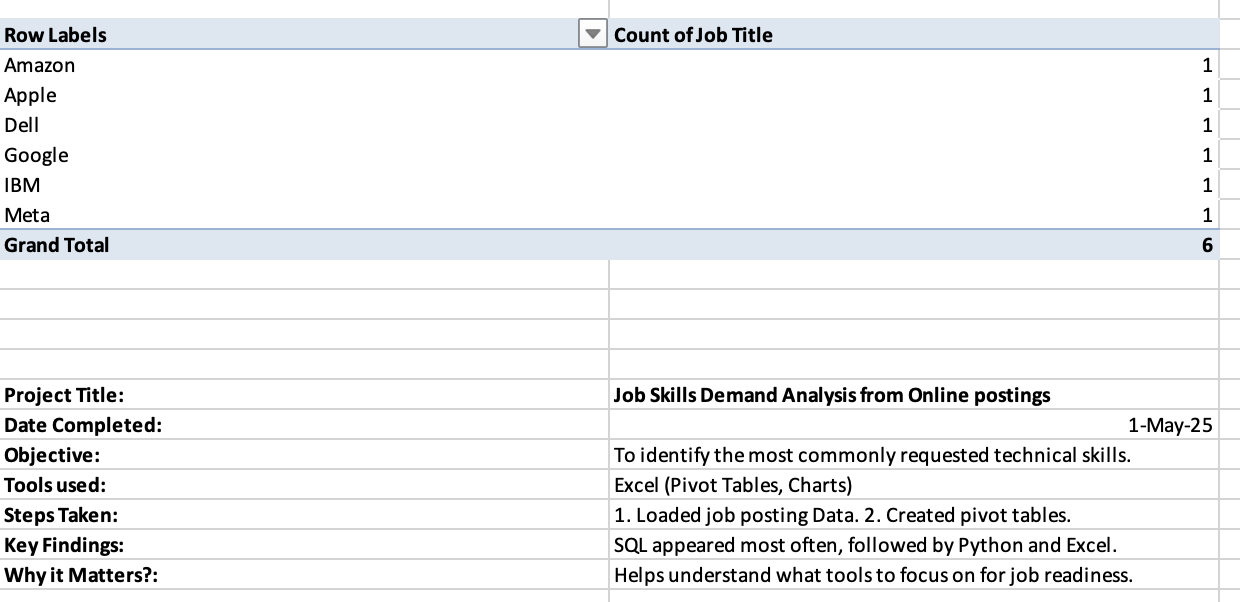 Row Labels Count of Job Title
Amazon 1
Apple 1
Dell 1
Google 1
IBM 1
Meta 1
Grand Total 6
Project Title: Job Skills Demand Analysis from Online postings
Date Completed: 1-May-25
Objective: To identify the most commonly requested technical skills.
Tools used: Excel (Pivot Tables, Charts)
Steps Taken: 1. Loaded job posting Data. 2. Created pivot tables.
Key Findings: SQL appeared most often, followed by Python and Excel.
Why it Matters?: Helps understand what tools to focus on for job readiness.